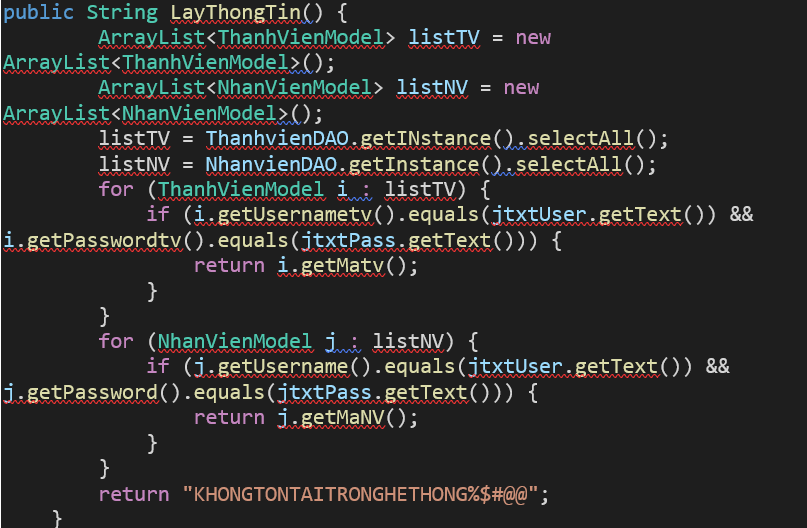 public String LayThongTin() {
        ArrayList<ThanhVienModel> listTV = new
ArrayList<ThanhVienModel>();
        ArrayList<NhanVienModel> listNV = new
ArrayList<NhanVienModel>();
        listTV = ThanhvienDAO.getINstance().selectAll();
        listNV = NhanvienDAO.getInstance().selectAll();
        for (ThanhVienModel i : listTV) {
            if (i.getUsernametv().equals(jtxtUser.getText()) &&
i.getPasswordtv().equals(jtxtPass.getText())) {
                return i.getMatv();
            }
        }
        for (NhanVienModel j : listNV) {
            if (j.getUsername().equals(jtxtUser.getText()) &&
j.getPassword().equals(jtxtPass.getText())) {
                return j.getMaNV();
            }
        }
        return "KHONGTONTAITRONGHETHONG%$#@@";
    }